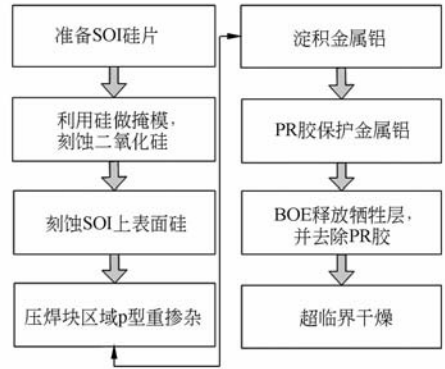 准备SOI硅片
利用硅做掩模，
刻蚀二氧化硅
刻蚀SOI上表面硅
压焊块区域p型重掺杂
淀积金属铝
PR胶保护金属铝
BOE释放牺牲层，
并去除PR胶
超临界干燥